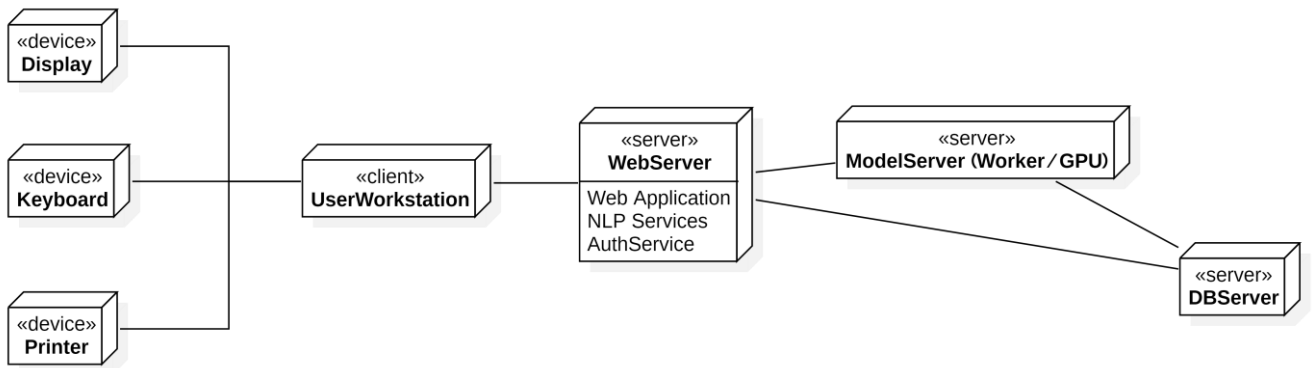 «device»
Display
«device»
Keyboard
«device»
Printer
«client»
UserWorkstation
«server»
WebServer
Web Application
NLP Services
AuthService
«server»
ModelServer (Worker/GPU)
«server»
DBServer